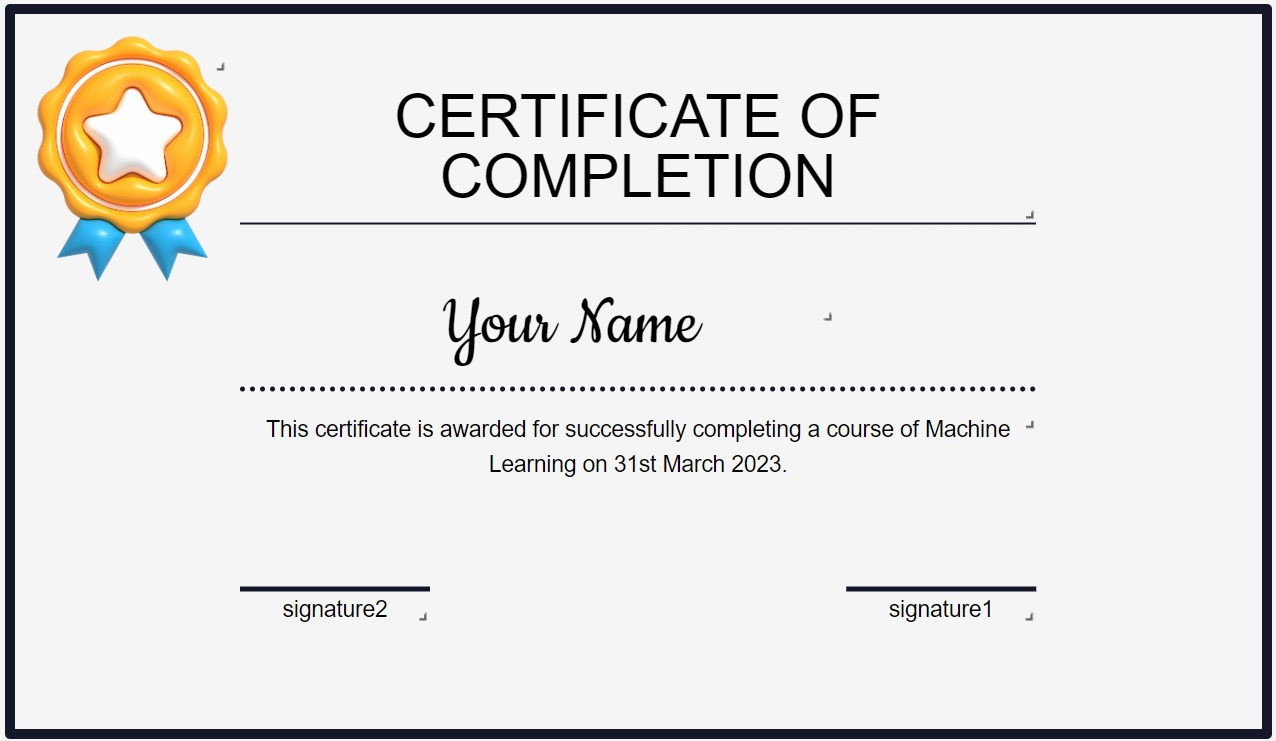 CERTIFICATE OF
COMPLETION
Your Name
This certificate is awarded for successfully completing a course of Machine
Learning on 31st March 2023.
signature2
signature1